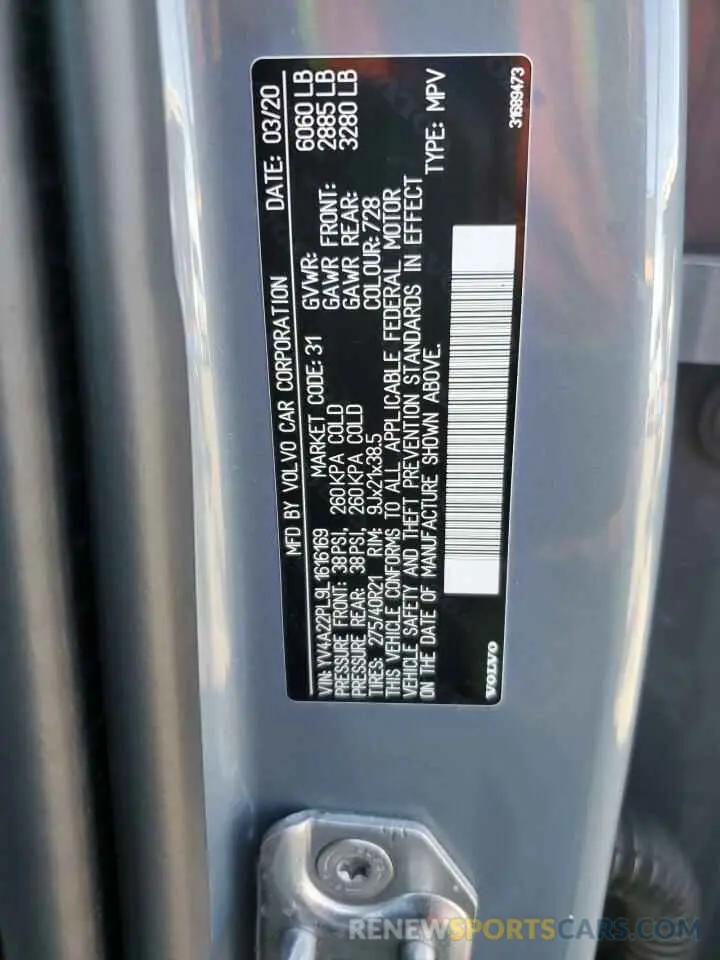 MFD BY VOLVO CAR CORPORATION DATE: 03/20
VIN: YV4A22PL9L1616169 MARKET CODE: 31 GVWR: 6060 LB
PRESSURE FRONT: 38PSI, 260KPA COLD GAWR FRONT: 2885 LB
PRESSURE REAR: 38PSI, 260KPA COLD GAWR REAR: 3280 LB
TIRES: 275/40R21 RIM: 9Jx21x38.5 COLOUR: 728
THIS VEHICLE CONFORMS TO ALL APPLICABLE FEDERAL MOTOR
VEHICLE SAFETY AND THEFT PREVENTION STANDARDS IN EFFECT
ON THE DATE OF MANUFACTURE SHOWN ABOVE. TYPE: MPV
VOLVO 31689473
RENEWSPORTSCARS.COM